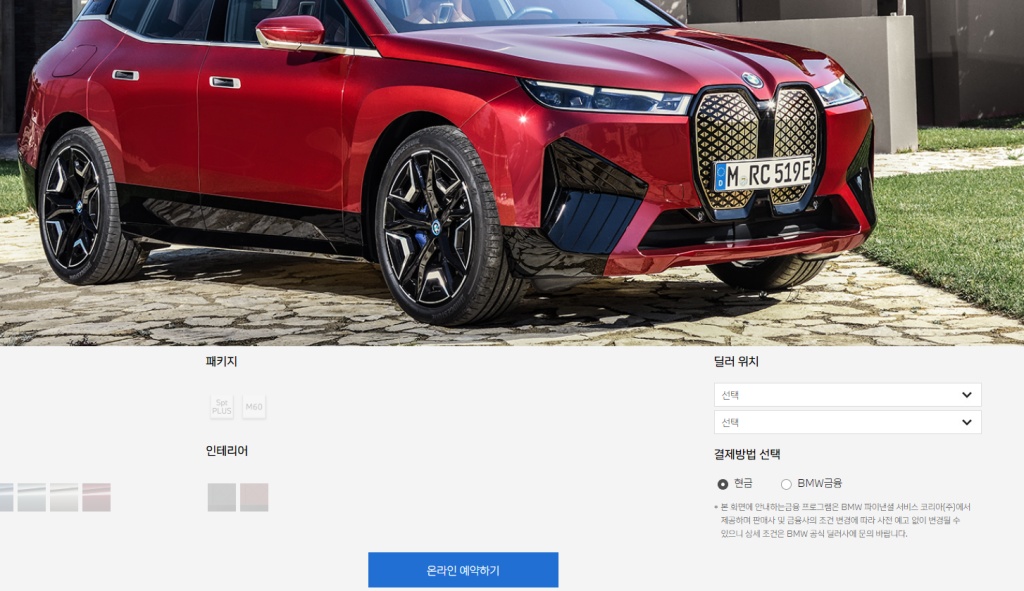 M RC 519E
D
패키지
Spt
PLUS
M60
인테리어
딜러 위치
선택
선택
결제방법 선택
현금
BMW금융
* 본 화면에 안내하는금융 프로그램은 BMW 파이낸셜 서비스 코리아(주)에서
제공하며 판매사 및 금융사의 조건 변경에 따라 사전 예고 없이 변경될 수
있으니 상세 조건은 BMW 공식 딜러사에 문의 바랍니다.
온라인 예약하기